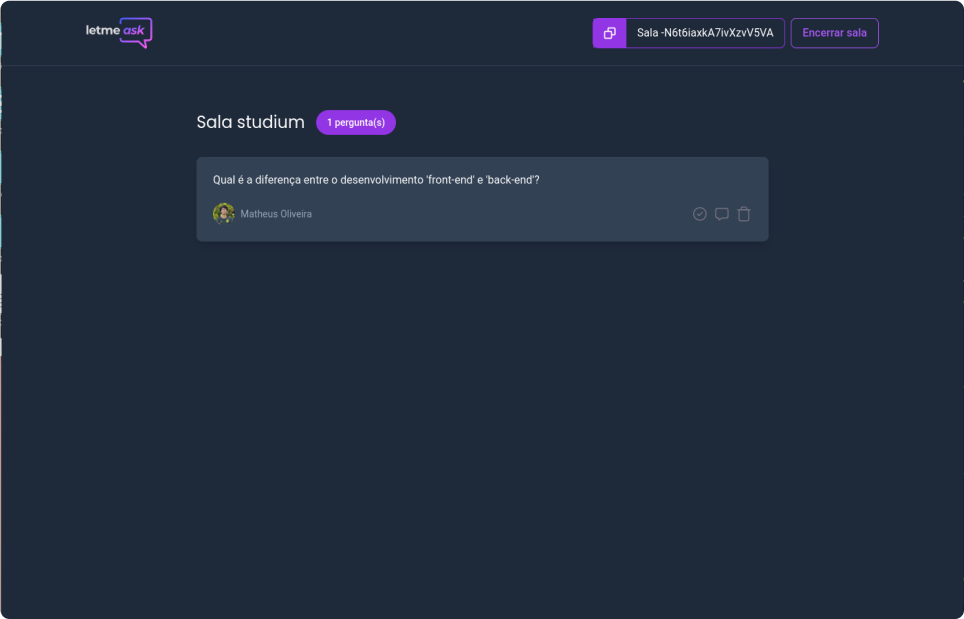 letmeask
Sala -N6t6iaxkA7ivXzvV5VA
Encerrar sala
Sala studium
1 pergunta(s)
Qual é a diferença entre o desenvolvimento 'front-end' e 'back-end'?
Matheus Oliveira